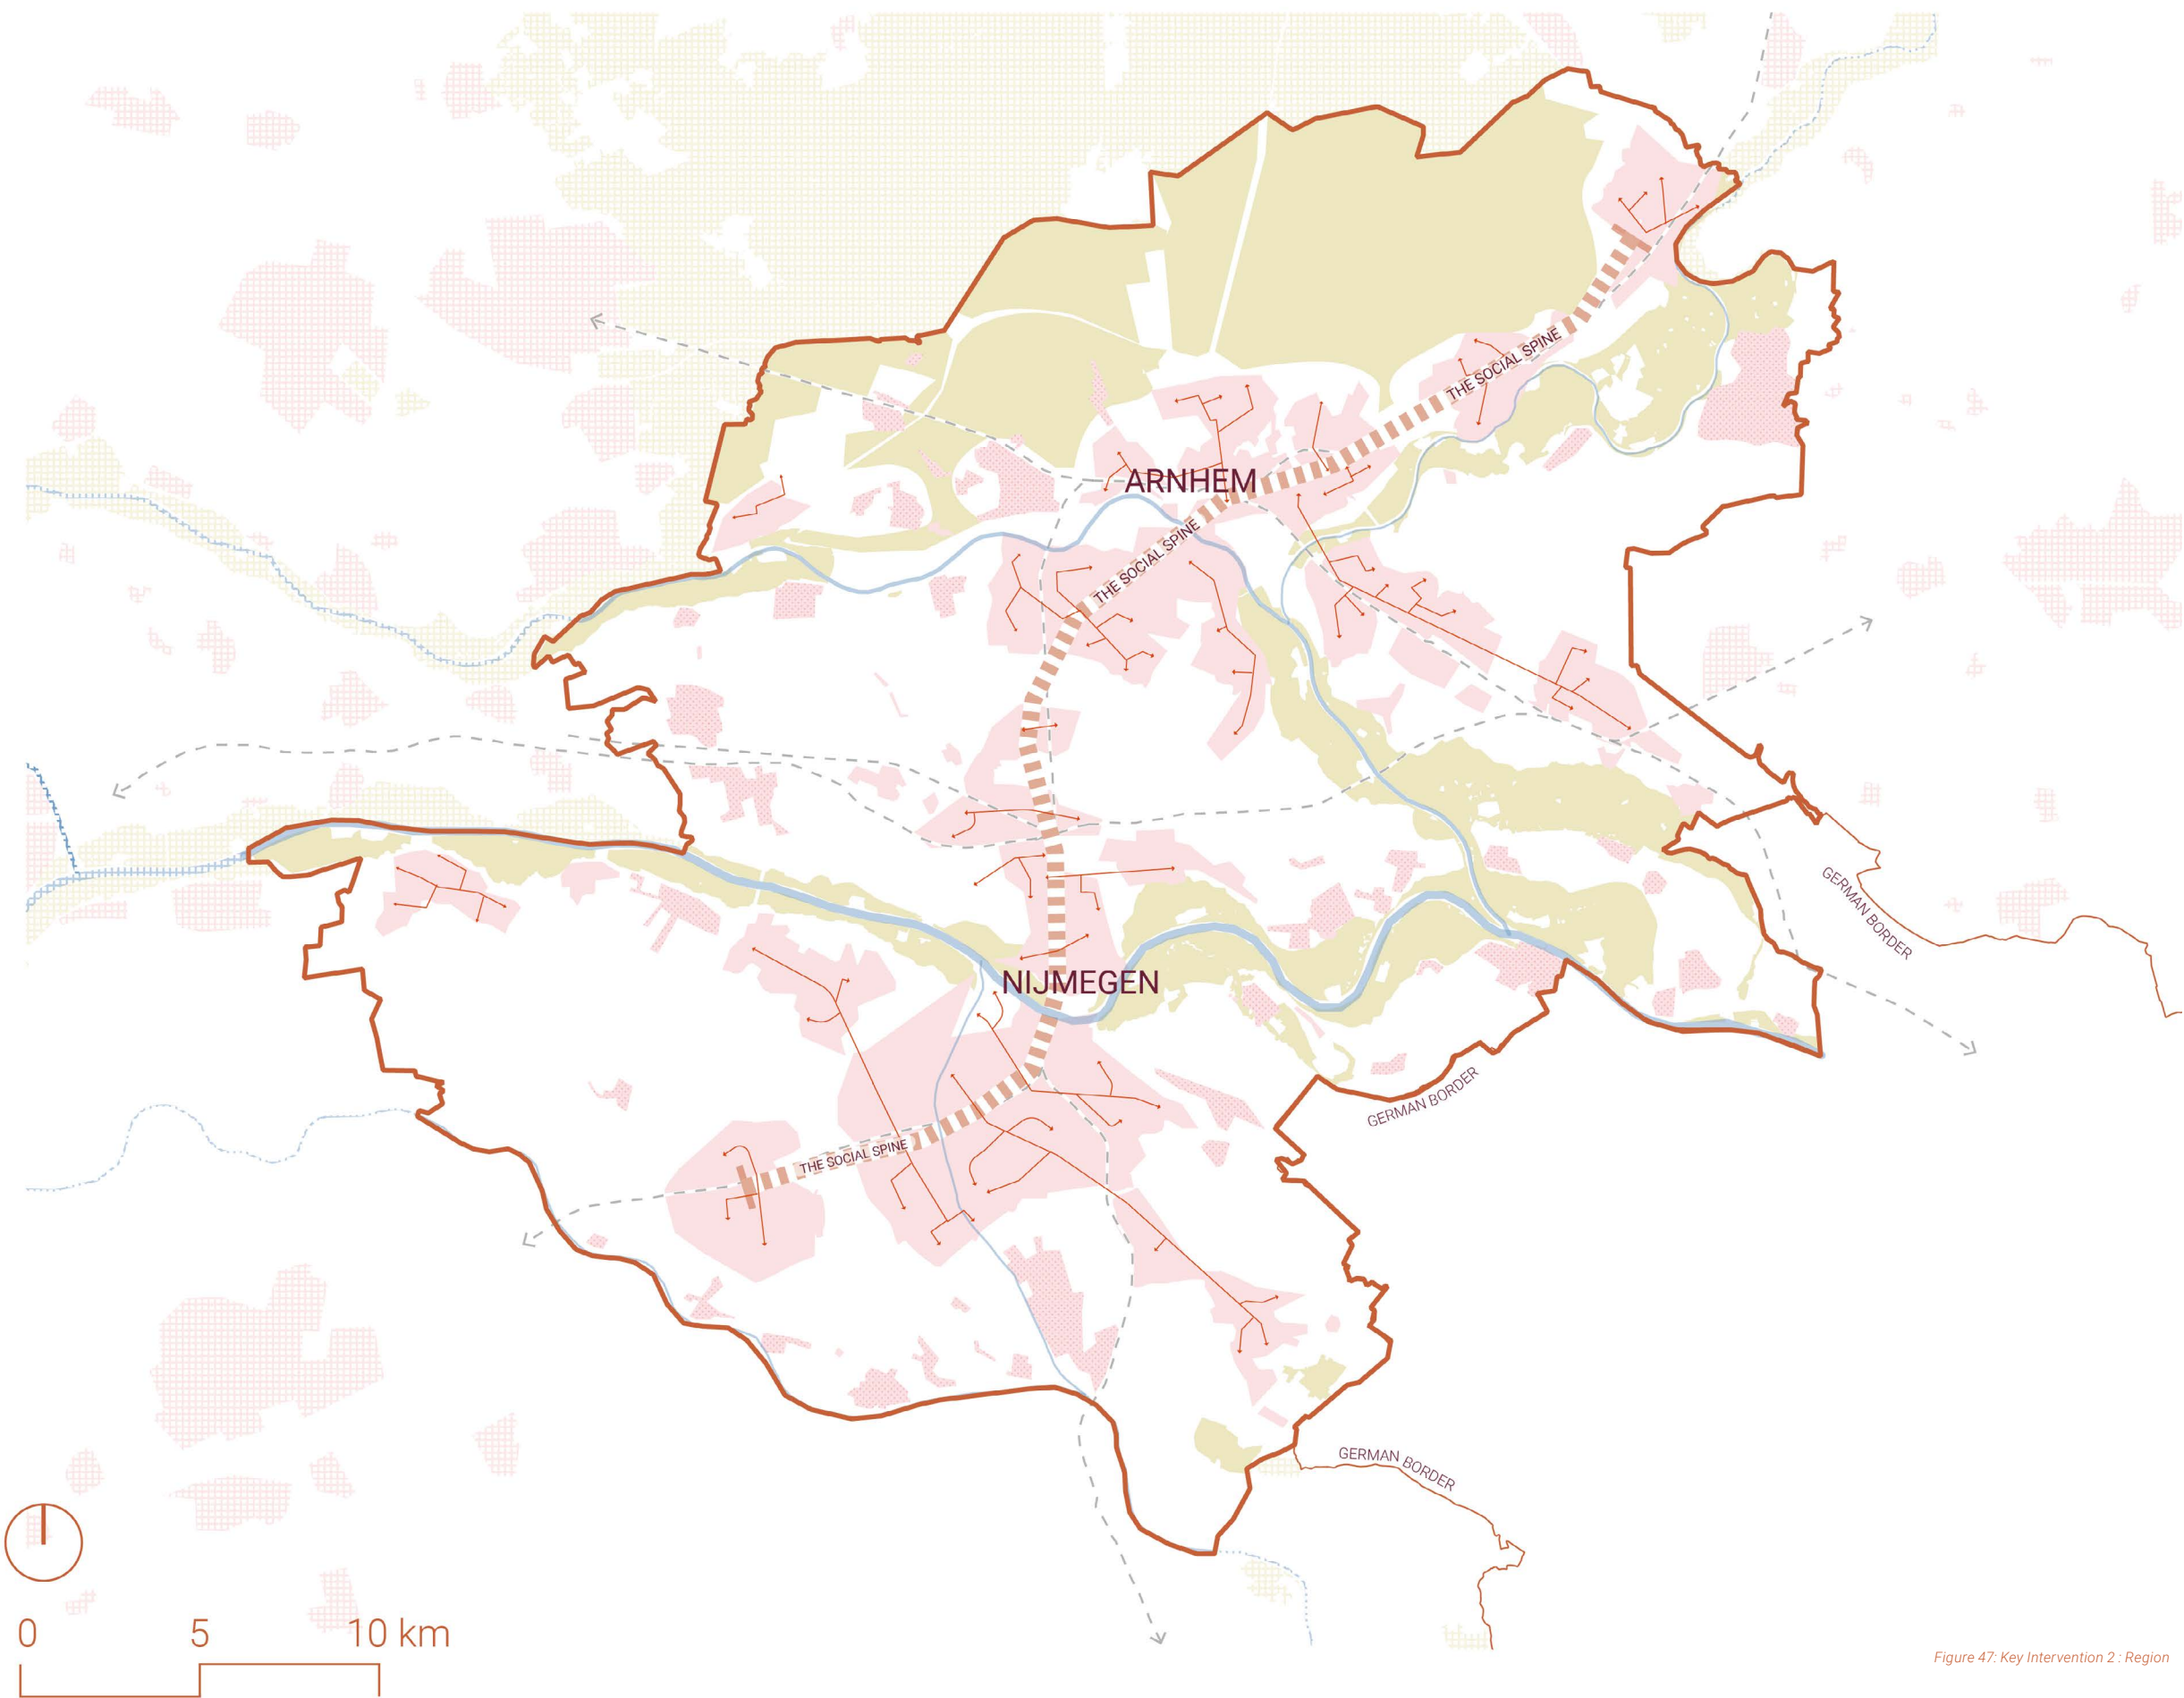 THE SOCIAL SPINE
ARNHEM
THE SOCIAL SPINE
GERMAN BORDER
NIJMEGEN
GERMAN BORDER
THE SOCIAL SPINE
GERMAN BORDER
0 5 10 km
Figure 47: Key Intervention 2 : Region